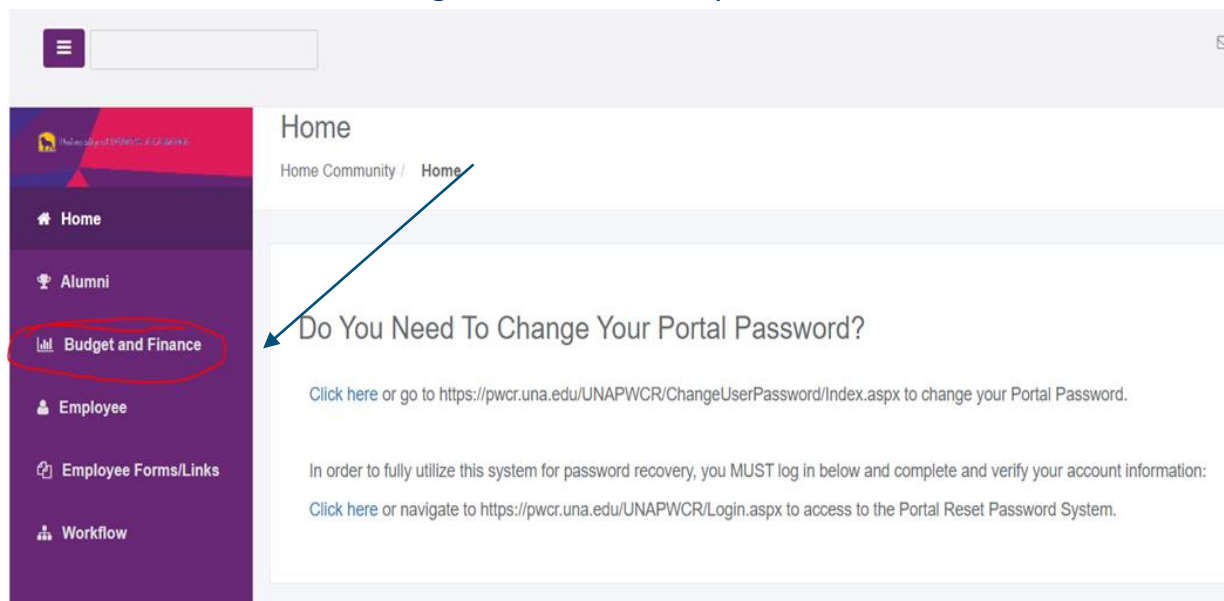 Home
Home Community / Home
Home
Alumni
Budget and Finance
Employee
Employee Forms/Links
Workflow
Do You Need To Change Your Portal Password?
Click here or go to https://pwcr.una.edu/UNAPWCR/ChangeUserPassword/Index.aspx to change your Portal Password.
In order to fully utilize this system for password recovery, you MUST log in below and complete and verify your account information:
Click here or navigate to https://pwcr.una.edu/UNAPWCR/Login.aspx to access to the Portal Reset Password System.